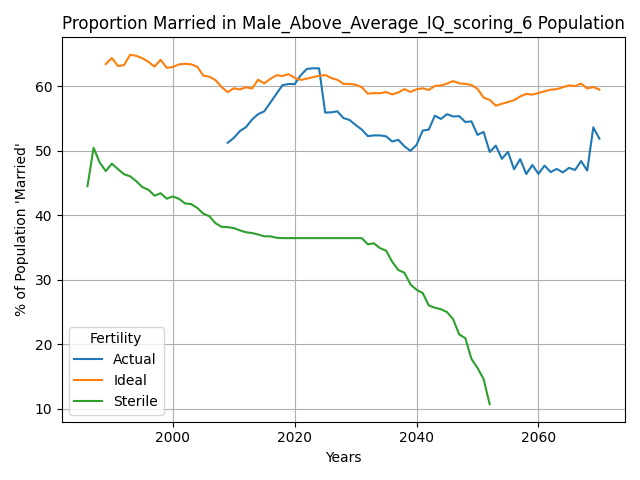 Proportion Married in Male_Above_Average_IQ_scoring_6 Population
% of Population 'Married'
60
50
40
30
20
10
Fertility
Actual
Ideal
Sterile
2000 2020 2040 2060
Years